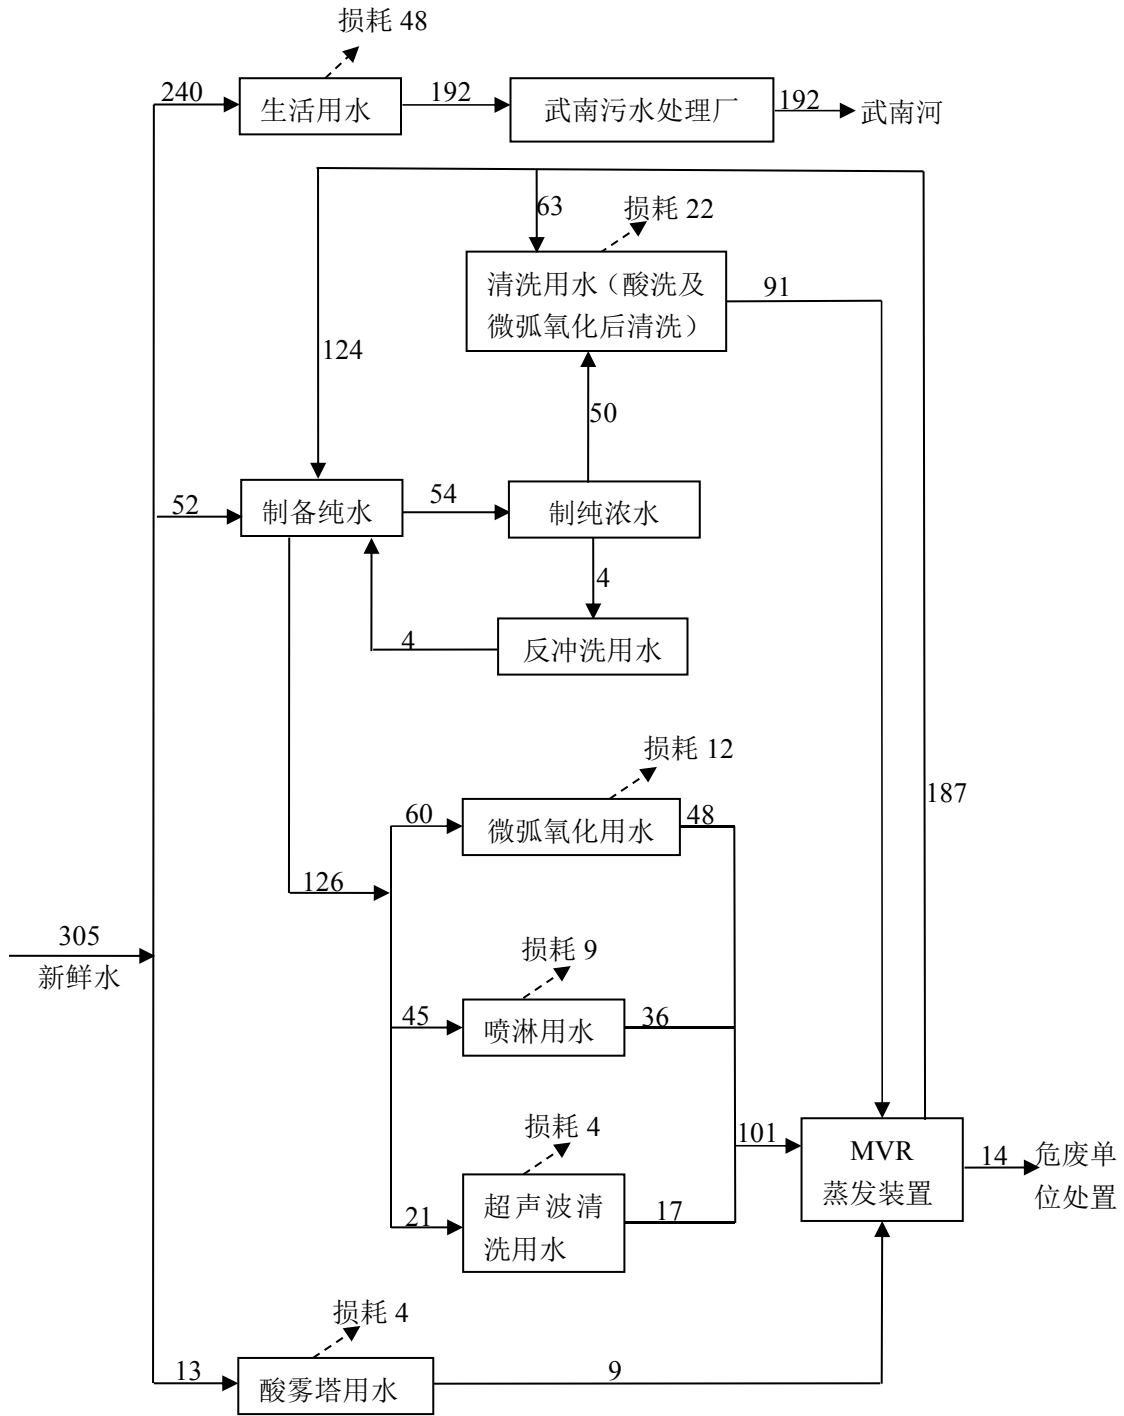 损耗 48
240
生活用水
192
武南污水处理厂
192
武南河
63
损耗 22
清洗用水（酸洗及
微弧氧化后清洗）
91
124
50
52
制备纯水
54
制纯浓水
4
4
反冲洗用水
损耗 12
60
微弧氧化用水
48
187
126
305
新鲜水
损耗 9
45
喷淋用水
36
损耗 4
101
MVR
蒸发装置
14
危废单
位处置
21
超声波清
洗用水
17
损耗 4
13
酸雾塔用水
9